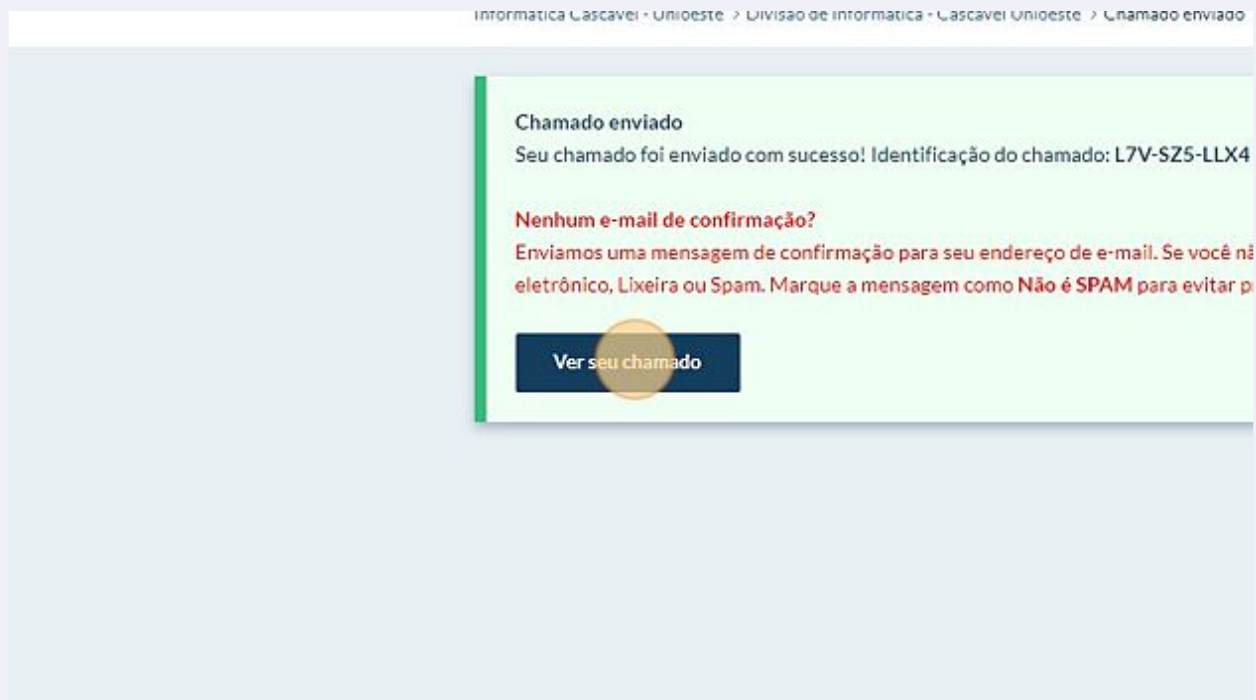 Informática Cascavel - Unioeste > Divisão de Informática - Cascavel Unioeste > Chamado enviado
Chamado enviado
Seu chamado foi enviado com sucesso! Identificação do chamado: L7V-SZ5-LLX4
Nenhum e-mail de confirmação?
Enviamos uma mensagem de confirmação para seu endereço de e-mail. Se você
eletrônico, Lixeira ou Spam. Marque a mensagem como Não é SPAM para evitar
Ver seu chamado